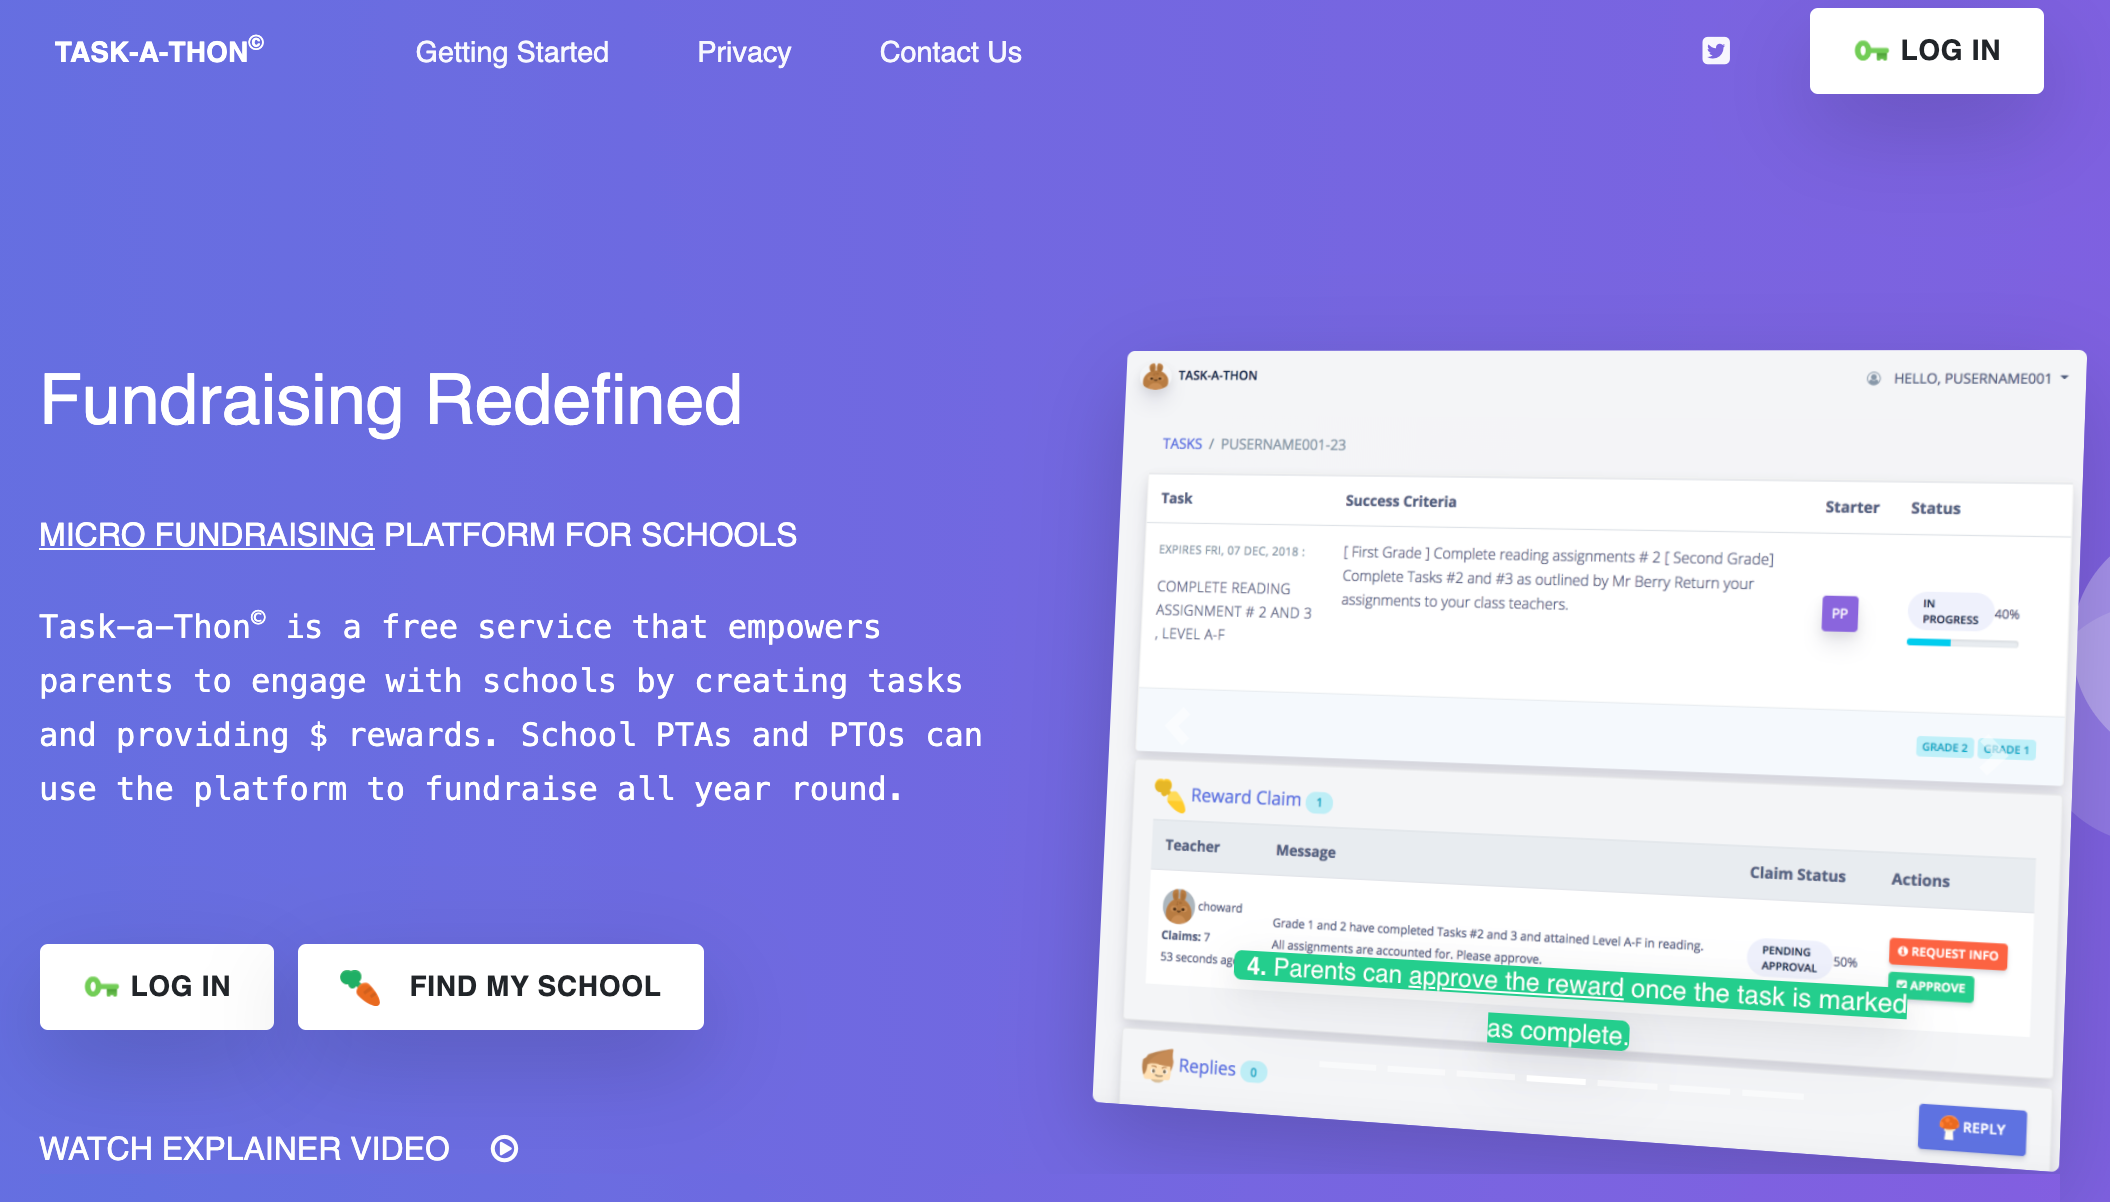 TASK-A-THON©
Getting Started
Privacy
Contact Us
LOG IN
Fundraising Redefined
MICRO FUNDRAISING PLATFORM FOR SCHOOLS
Task-a-Thon© is a free service that empowers
parents to engage with schools by creating tasks
and providing $ rewards. School PTAs and PTOs can
use the platform to fundraise all year round.
LOG IN
FIND MY SCHOOL
WATCH EXPLAINER VIDEO
TASK-A-THON
HELLO, PUSERNAME001
TASKS / PUSERNAME001-23
Task
Success Criteria
Starter
Status
EXPIRES FRI, 07 DEC, 2018 :
COMPLETE READING
ASSIGNMENT # 2 AND 3
, LEVEL A-F
[ First Grade ] Complete reading assignments # 2 [ Second Grade]
Complete Tasks #2 and #3 as outlined by Mr Berry Return your
assignments to your class teachers.
PP
IN
PROGRESS
40%
GRADE 2
GRADE 1
Reward Claim 1
Teacher
Message
Claim Status
Actions
choward
Claims: 7
53 seconds ago
Grade 1 and 2 have completed Tasks #2 and 3 and attained Level A-F in reading.
All assignments are accounted for. Please approve.
PENDING
APPROVAL
50%
REQUEST INFO
APPROVE
4. Parents can approve the reward once the task is marked
as complete.
Replies 0
REPLY